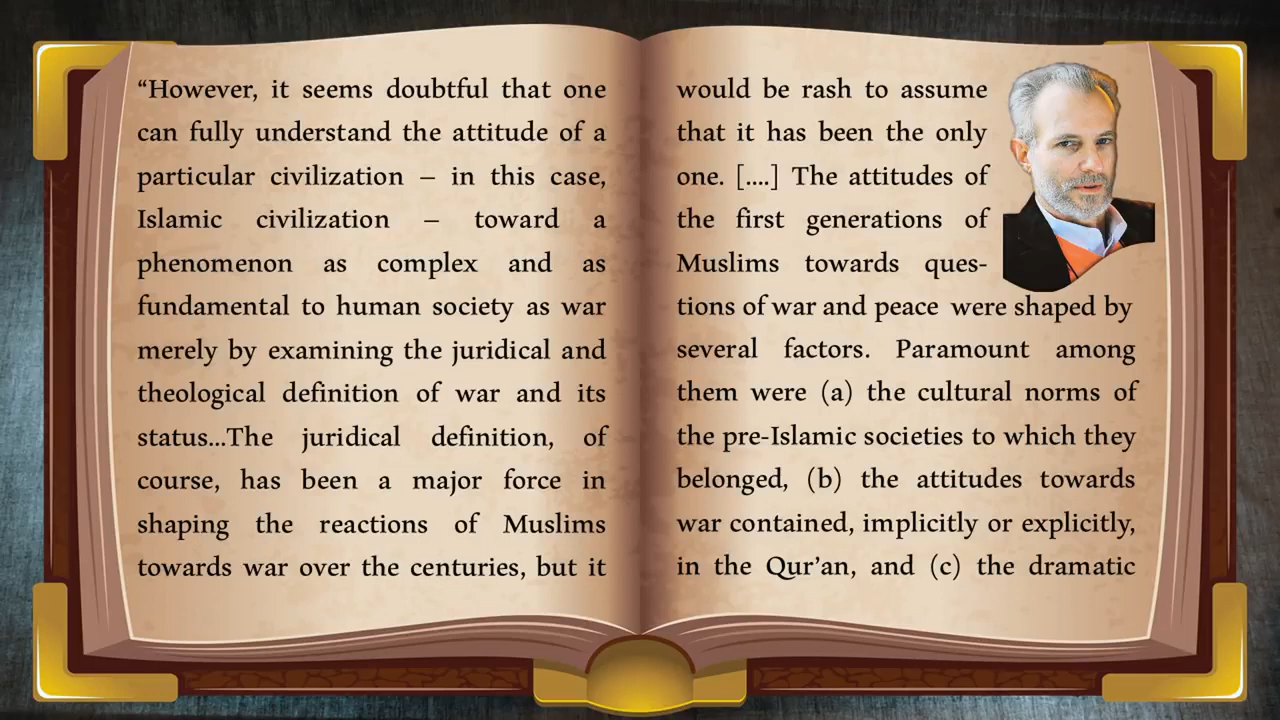 “However, it seems doubtful that one
can fully understand the attitude of a
particular civilization – in this case,
Islamic civilization – toward a
phenomenon as complex and as
fundamental to human society as war
merely by examining the juridical and
theological definition of war and its
status...The juridical definition, of
course, has been a major force in
shaping the reactions of Muslims
towards war over the centuries, but it
would be rash to assume
that it has been the only
one. [....] The attitudes of
the first generations of
Muslims towards ques-
tions of war and peace were shaped by
several factors. Paramount among
them were (a) the cultural norms of
the pre-Islamic societies to which they
belonged, (b) the attitudes towards
war contained, implicitly or explicitly,
in the Qur’an, and (c) the dramatic